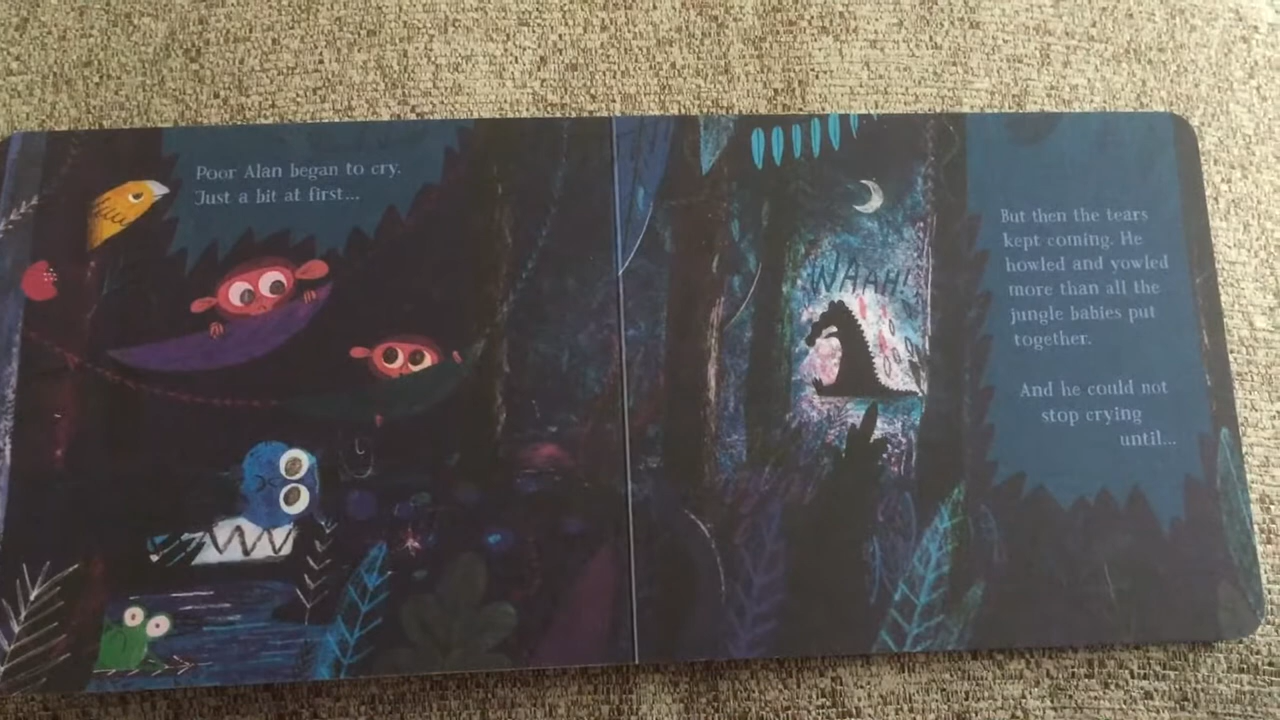 Poor Alan began to cry.
Just a bit at first...
WAAH!
But then the tears
kept coming. He
howled and yowled
more than all the
jungle babies put
together.
And he could not
stop crying
until...